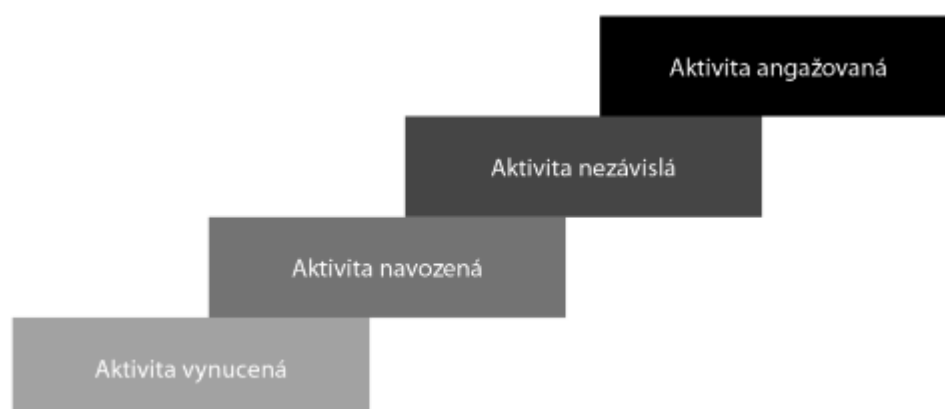 Aktivita angažovaná
Aktivita nezávislá
Aktivita navozená
Aktivita vynucená